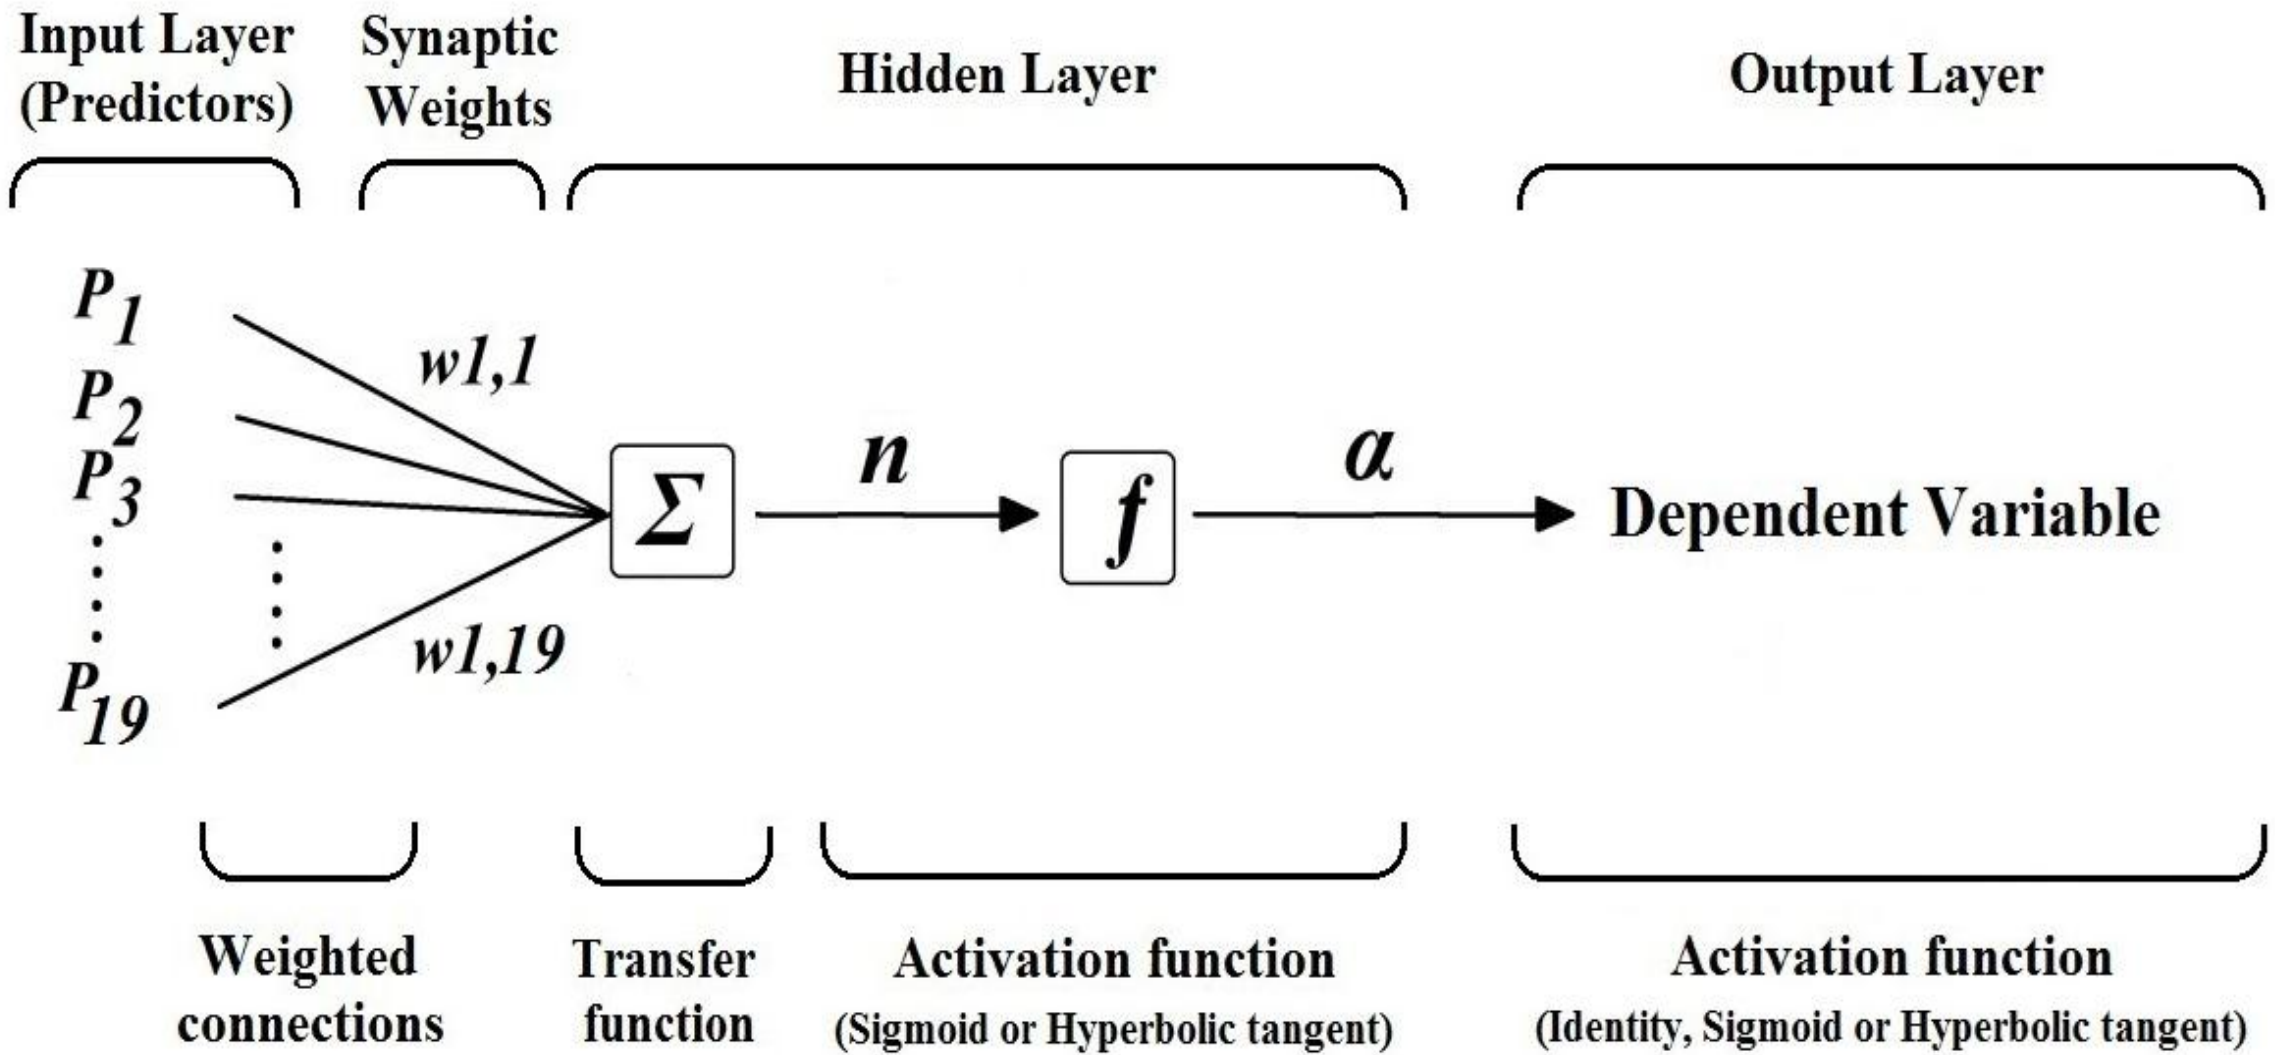 Input Layer
(Predictors)
Synaptic
Weights
Hidden Layer
Output Layer
P1
P2
P3
P19
w1,1
w1,19
Σ
n
f
α
Dependent Variable
Weighted
connections
Transfer
function
Activation function
(Sigmoid or Hyperbolic tangent)
Activation function
(Identity, Sigmoid or Hyperbolic tangent)